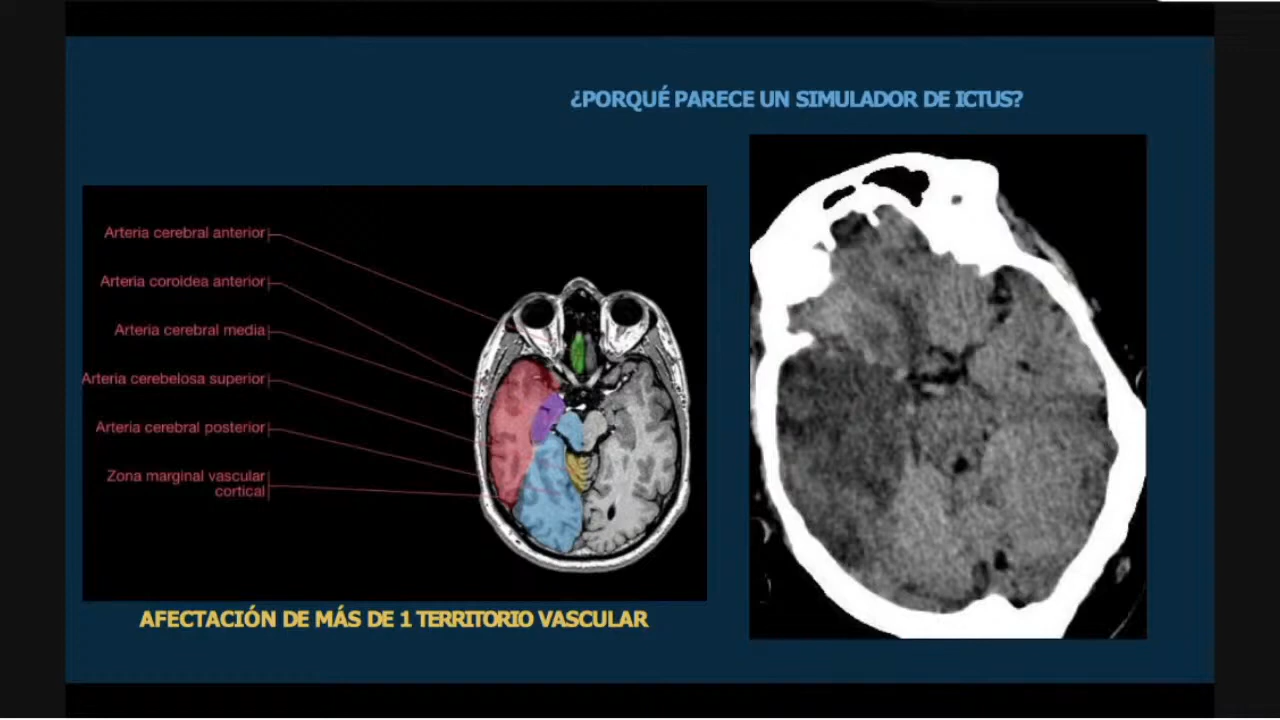 ¿PORQUÉ PARECE UN SIMULADOR DE ICTUS?
Arteria cerebral anterior
Arteria coroidea anterior
Arteria cerebral media
Arteria cerebelosa superior
Arteria cerebral posterior
Zona marginal vascular
cortical
AFECTACIÓN DE MÁS DE 1 TERRITORIO VASCULAR